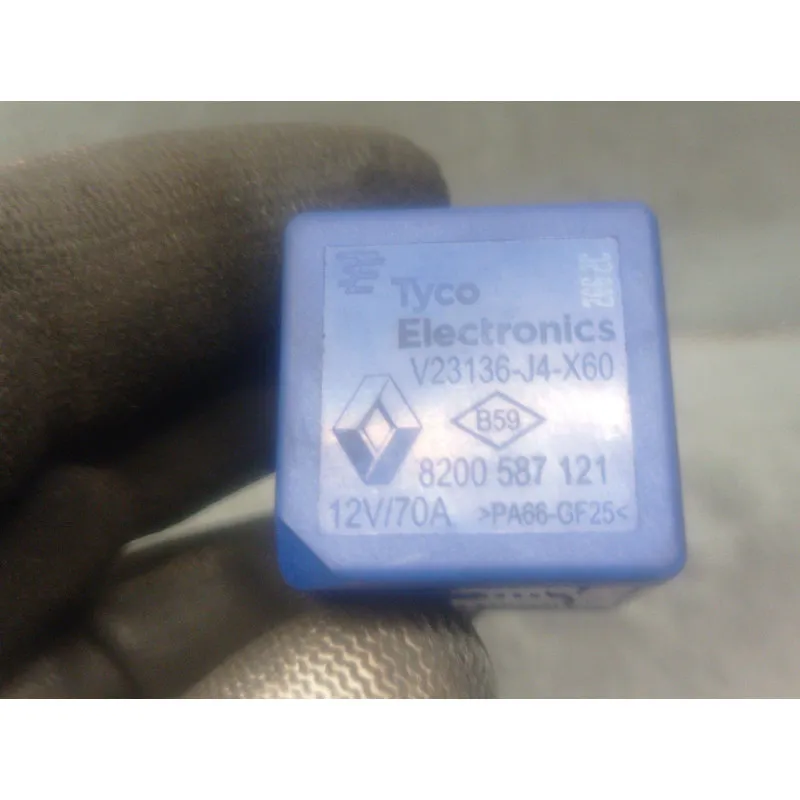 Tyco
Electronics
V23136-J4-X60
B59
8200 587 121
12V/70A >PA66-GF25<